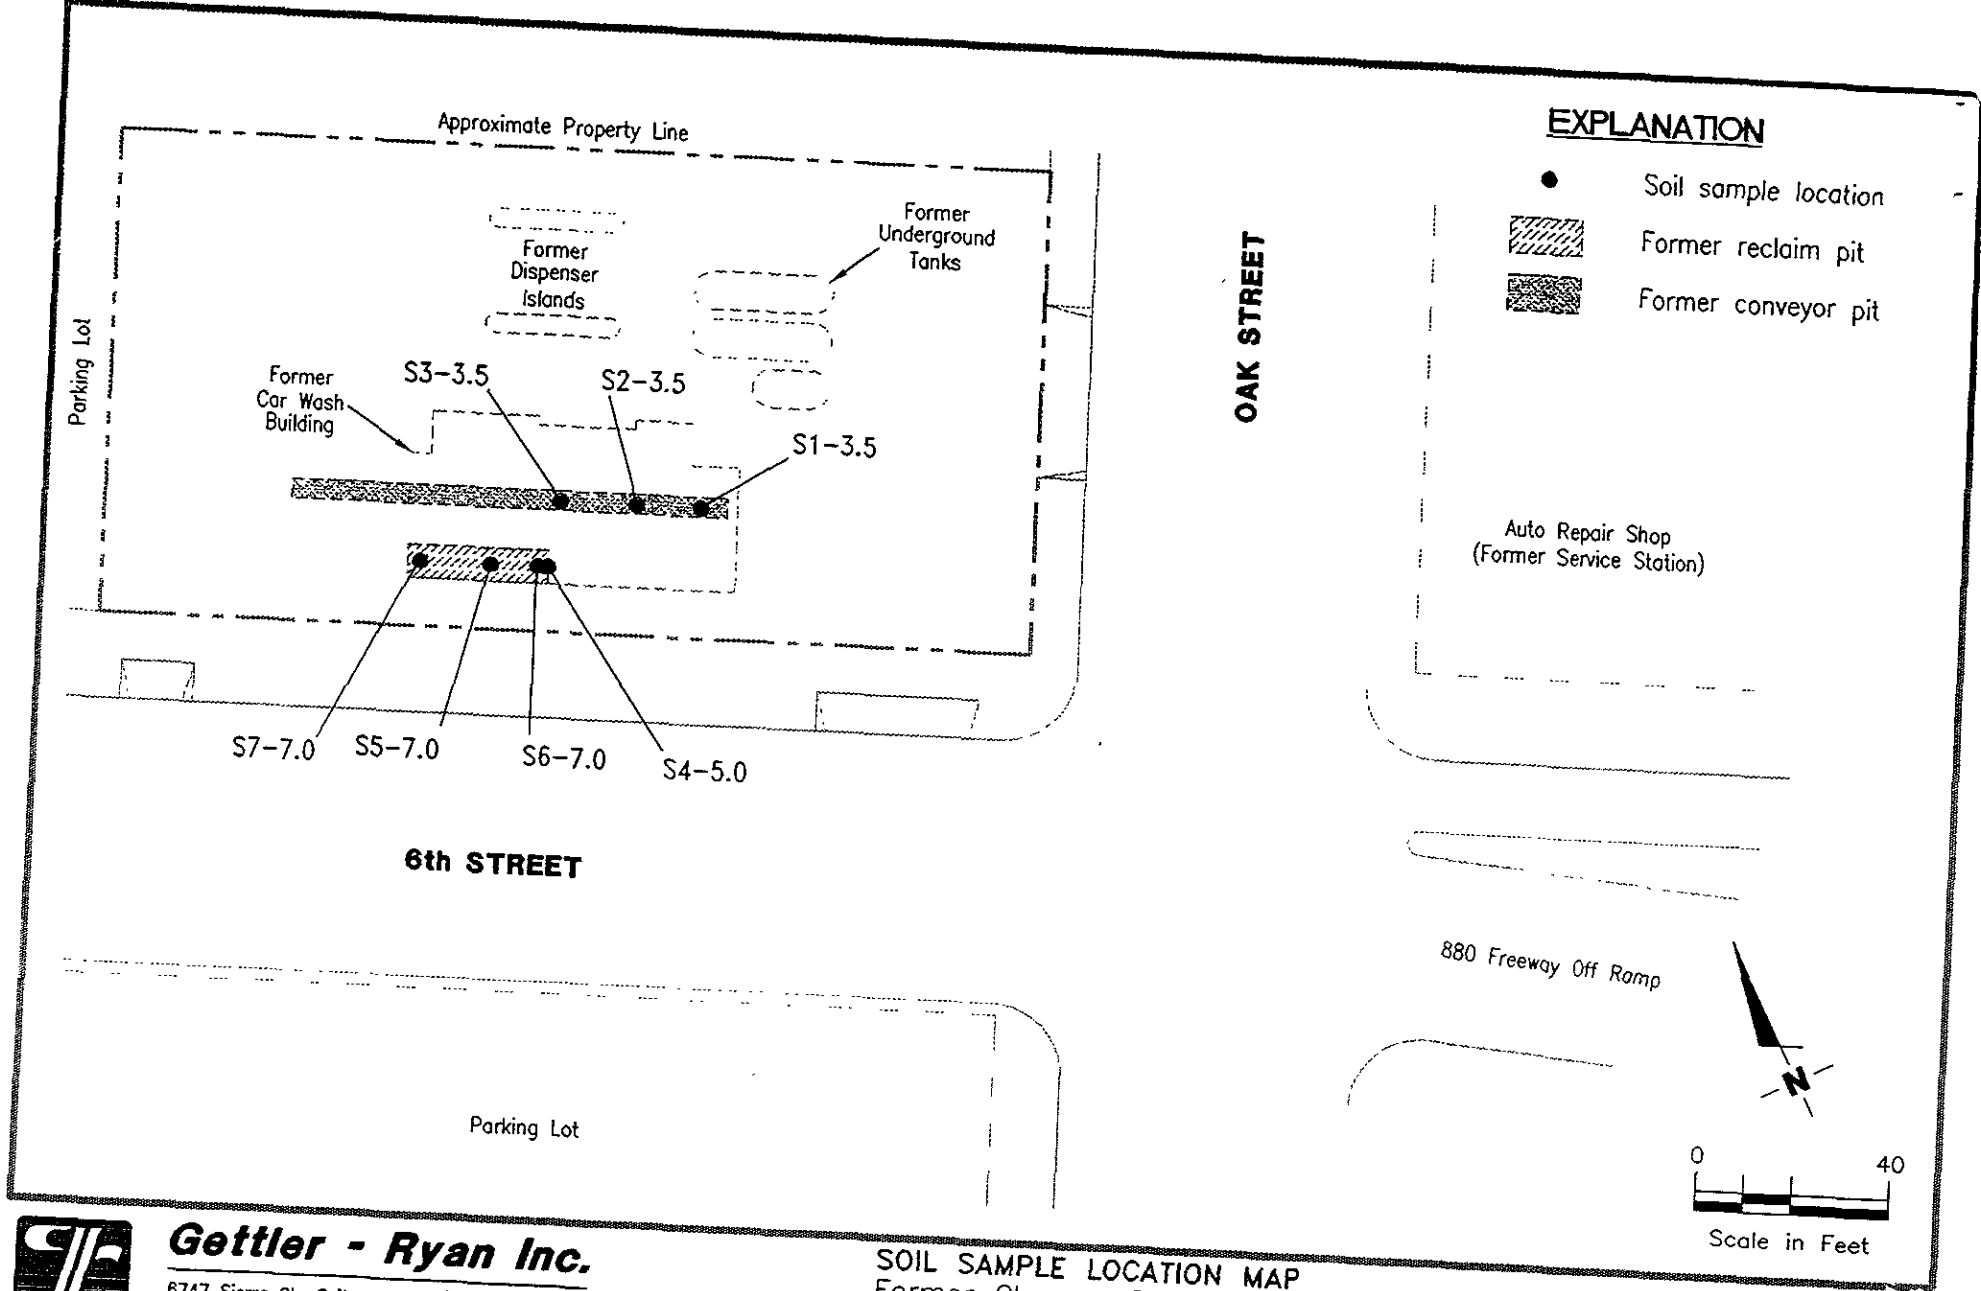 Approximate Property Line
EXPLANATION
Soil sample location
Former reclaim pit
Former conveyor pit
Former
Underground
Tanks
Former
Dispenser
Islands
OAK STREET
Parking Lot
Former
Car Wash
Building
S3-3.5
S2-3.5
S1-3.5
Auto Repair Shop
(Former Service Station)
S7-7.0
S5-7.0
S6-7.0
S4-5.0
6th STREET
880 Freeway Off Ramp
N
Parking Lot
0
40
Scale in Feet
Gettler - Ryan Inc.
SOIL SAMPLE LOCATION MAP
Former